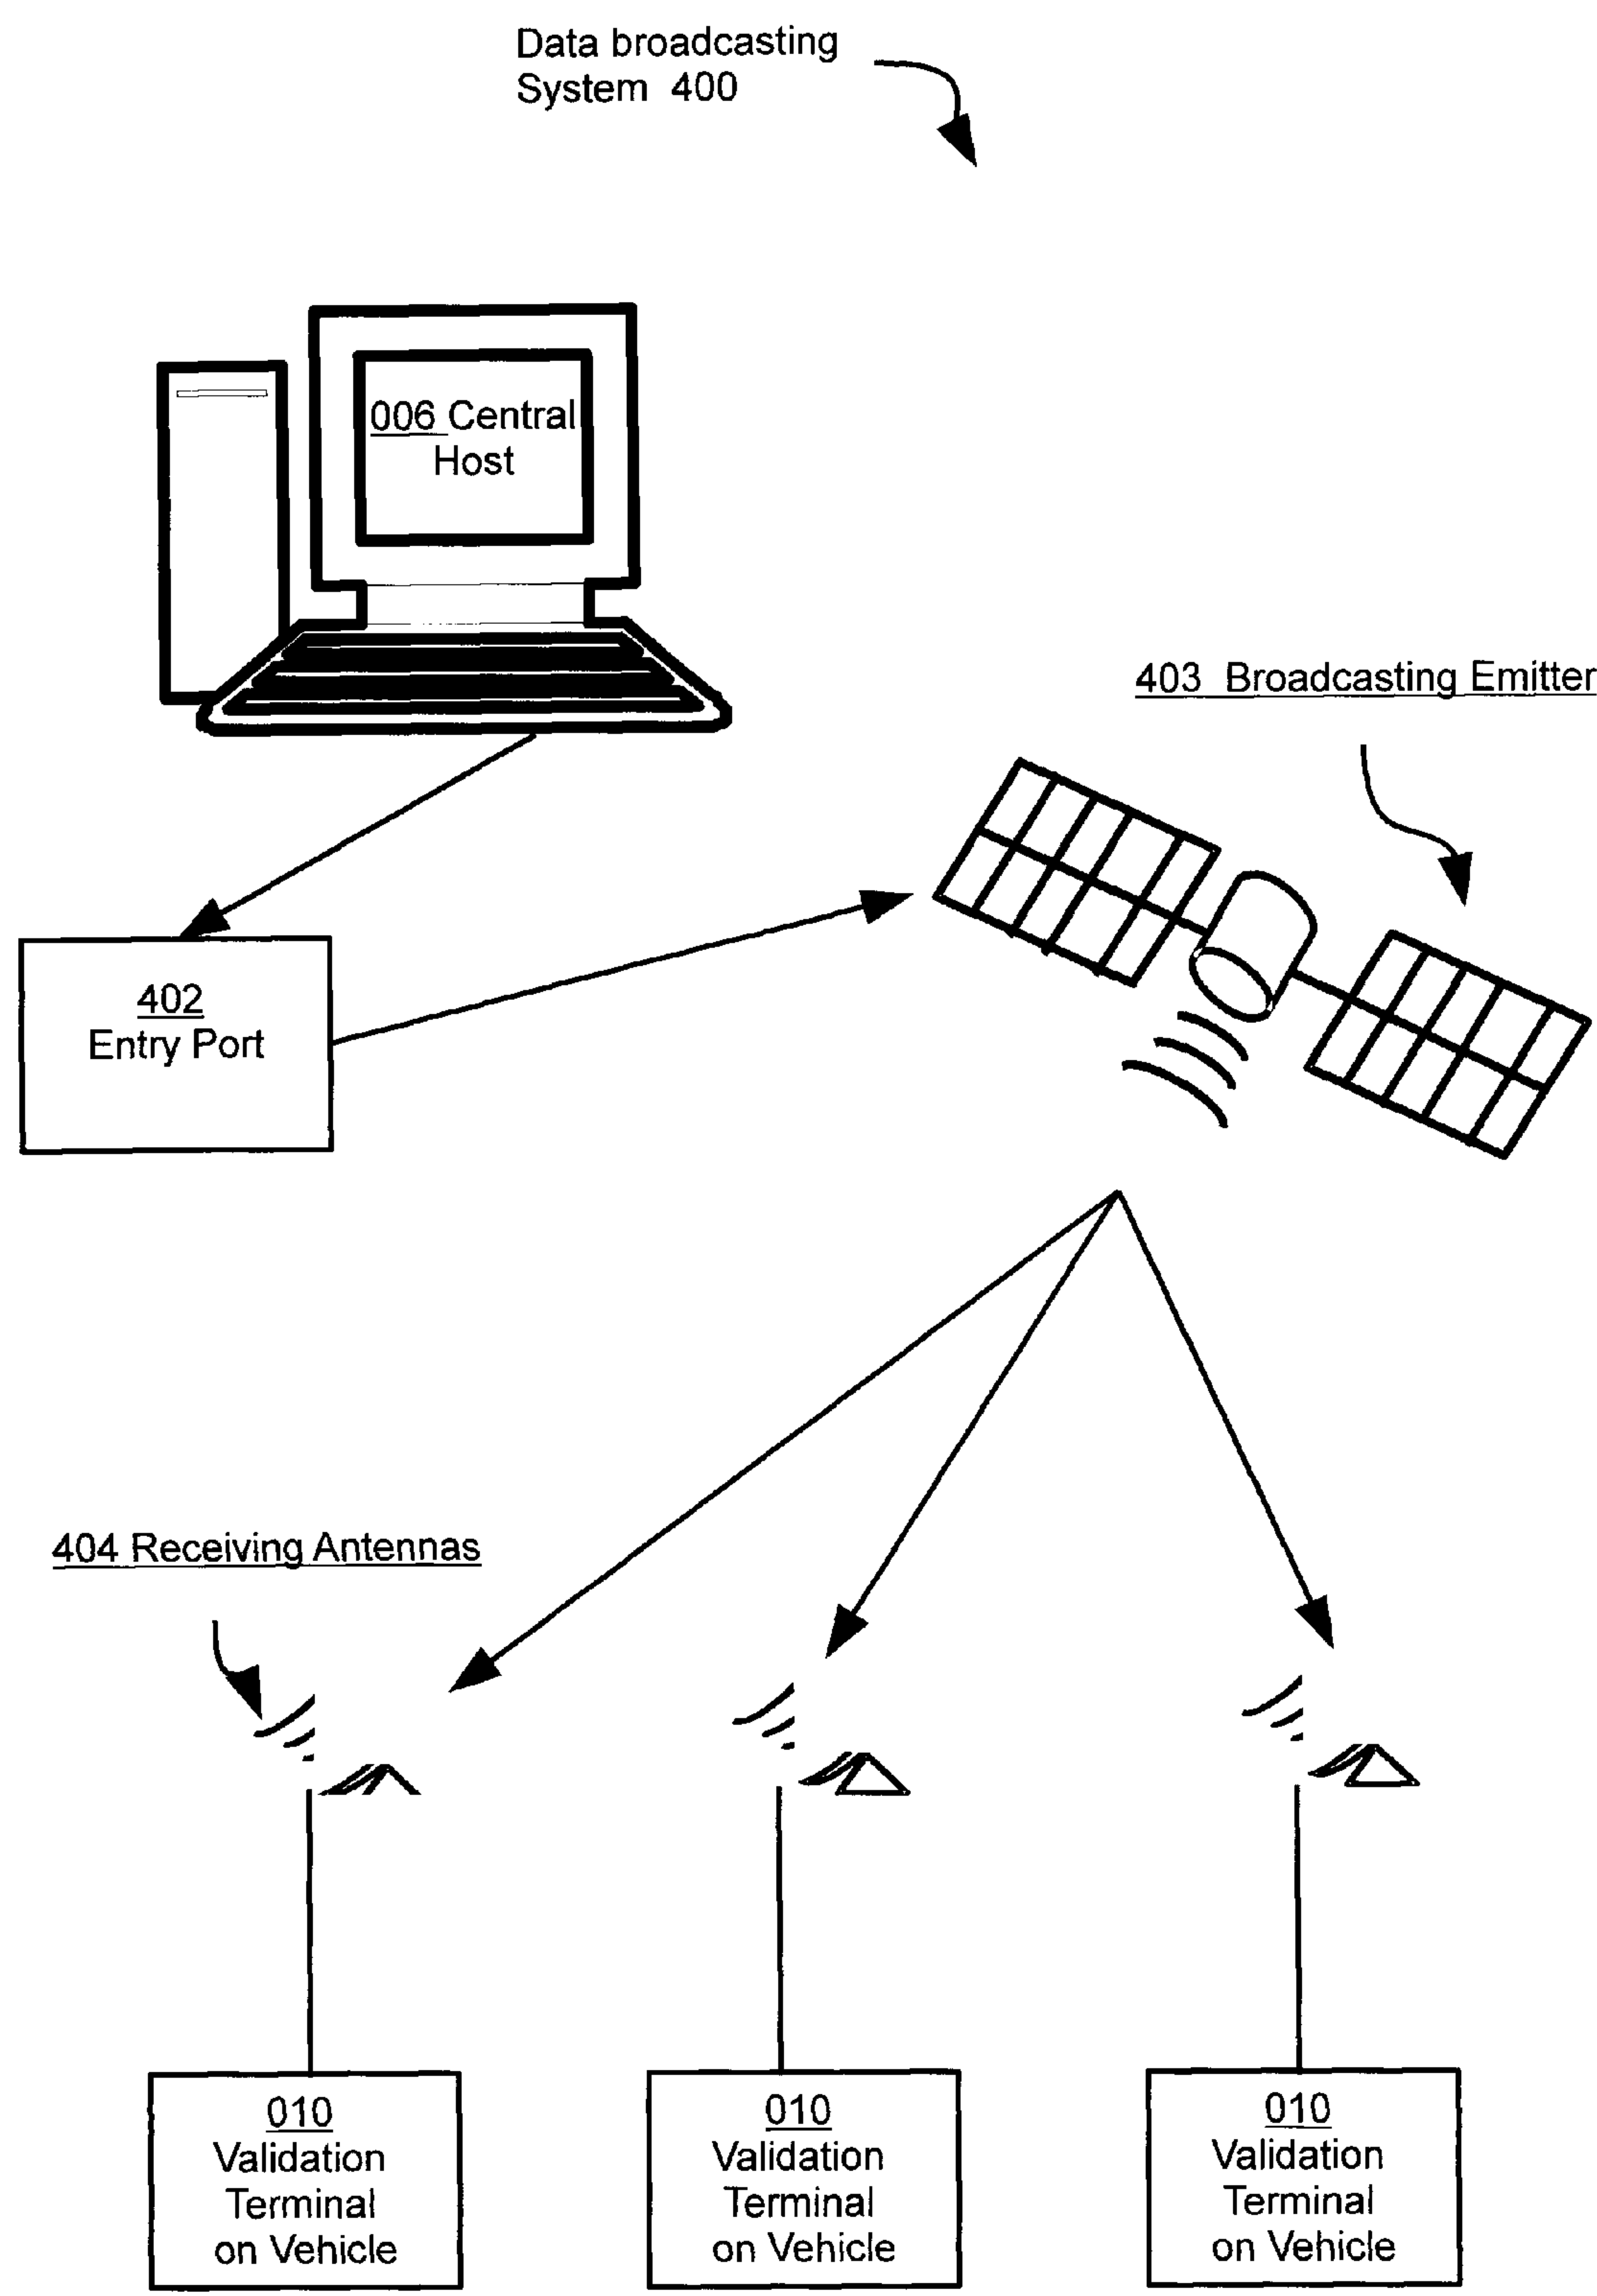 Data broadcasting
System 400
006 Central
Host
403 Broadcasting Emitter
402
Entry Port
404 Receiving Antennas
010
Validation
Terminal
on Vehicle
010
Validation
Terminal
on Vehicle
010
Validation
Terminal
on Vehicle